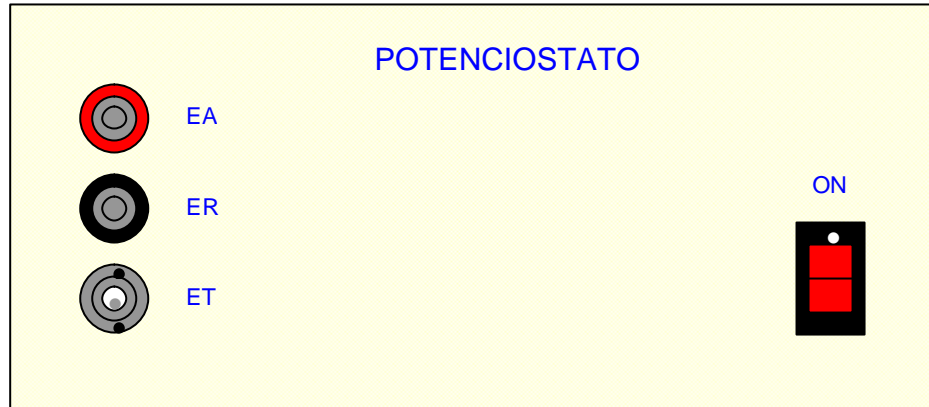 POTENCIOSTATO
EA
ER
ON
ET